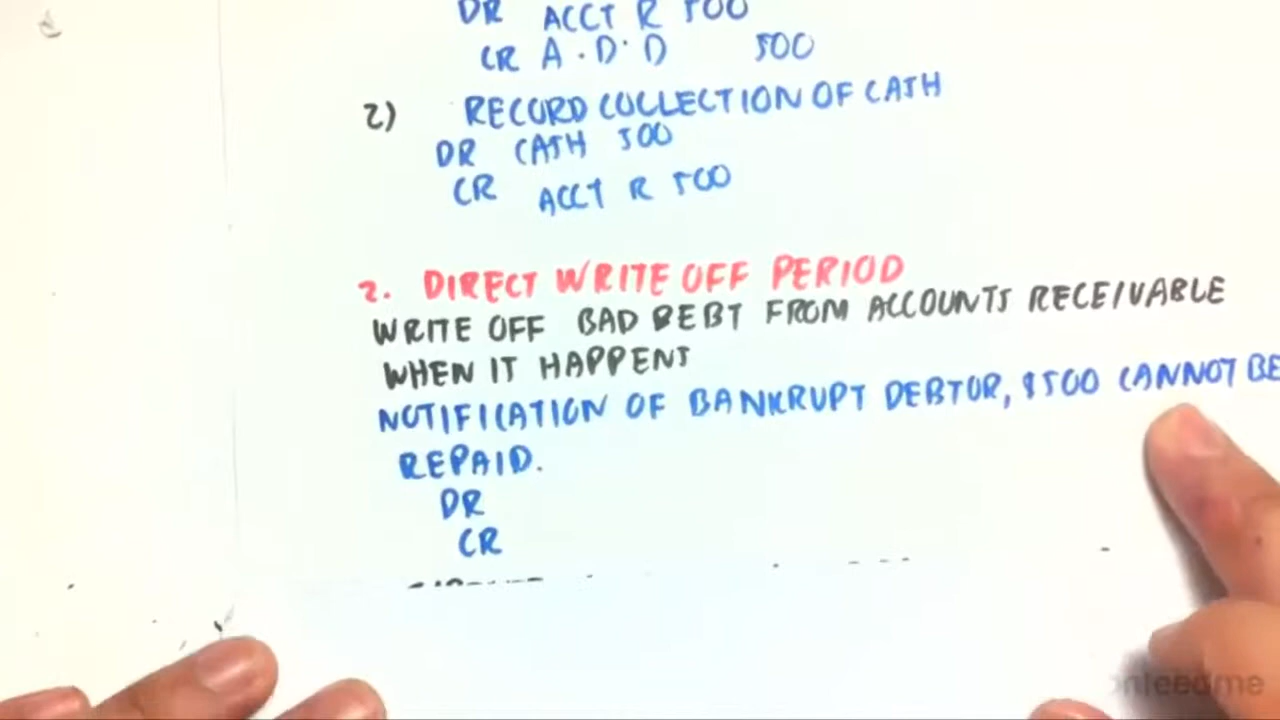 DR ACCT R 500
CR A.D.D 500
2) RECORD COLLECTION OF CASH
DR CASH 500
CR ACCT R 500
2. DIRECT WRITE OFF PERIOD
WRITE OFF BAD DEBT FROM ACCOUNTS RECEIVABLE
WHEN IT HAPPENS
NOTIFICATION OF BANKRUPT DEBTOR, $500 CANNOT BE
REPAID.
DR
CR